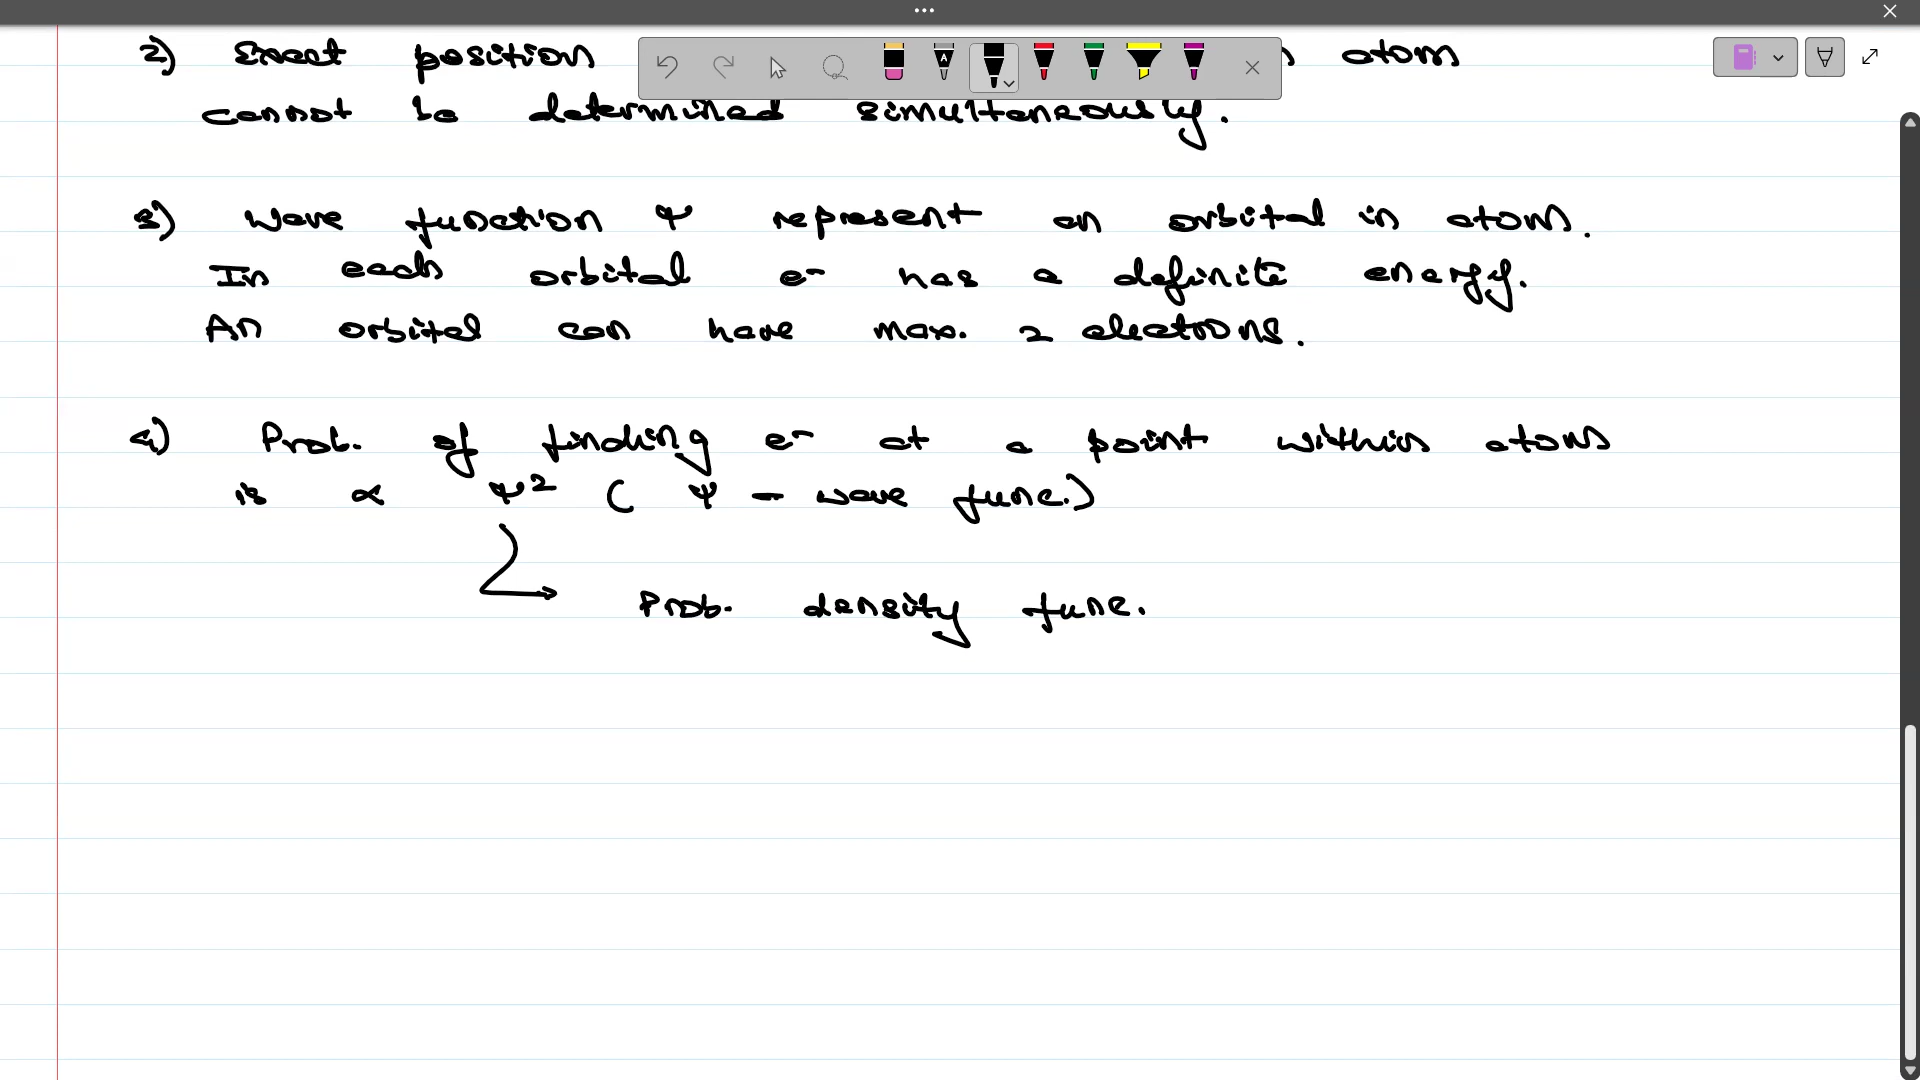 2) Exact position atom
cannot be determined simultaneously.
3) Wave function ψ represent an orbital in atom.
In each orbital e- has a definite energy.
An orbital can have max. 2 electrons.
4) Prob. of finding e- at a point within atom
is ∝ ψ² ( ψ - wave func.)
Prob. density func.